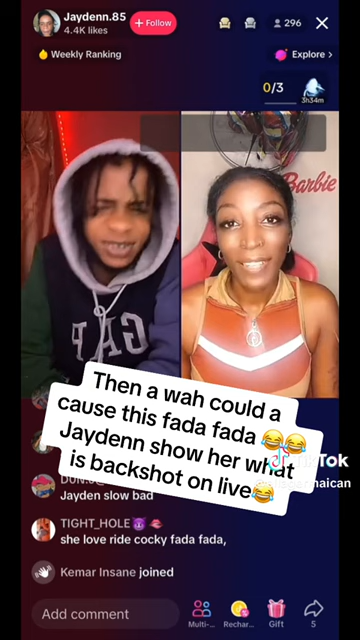 Jaydenn.85
4.4K likes
+ Follow
296
Weekly Ranking
Explore >
0/3
3h34m
Barbie
GAP
Then a wah could a
cause this fada fada 😂😂
Jaydenn show her what
is backshot on live😂
TikTok
Jayden slow bad
TIGHT_HOLE😈🫦
she love ride cocky fada fada,
Kemar Insane joined
Add comment
Multi-...
Rechar...
Gift
5